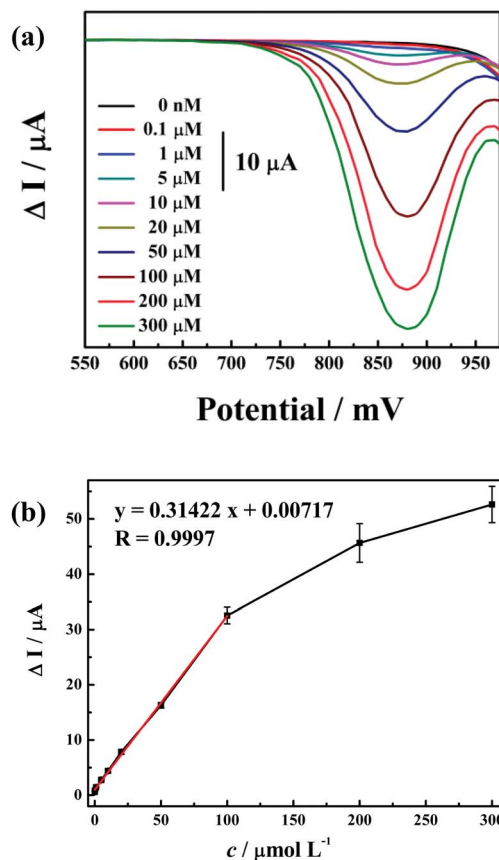 (a)
Δ I / μA
0 nM
0.1 μM
1 μM
5 μM
10 μM
20 μM
50 μM
100 μM
200 μM
300 μM
10 μA
550 600 650 700 750 800 850 900 950
Potential / mV
(b)
y = 0.31422 x + 0.00717
R = 0.9997
Δ I / μA
50
40
30
20
10
0
0 50 100 150 200 250 300
c / μmol L⁻¹